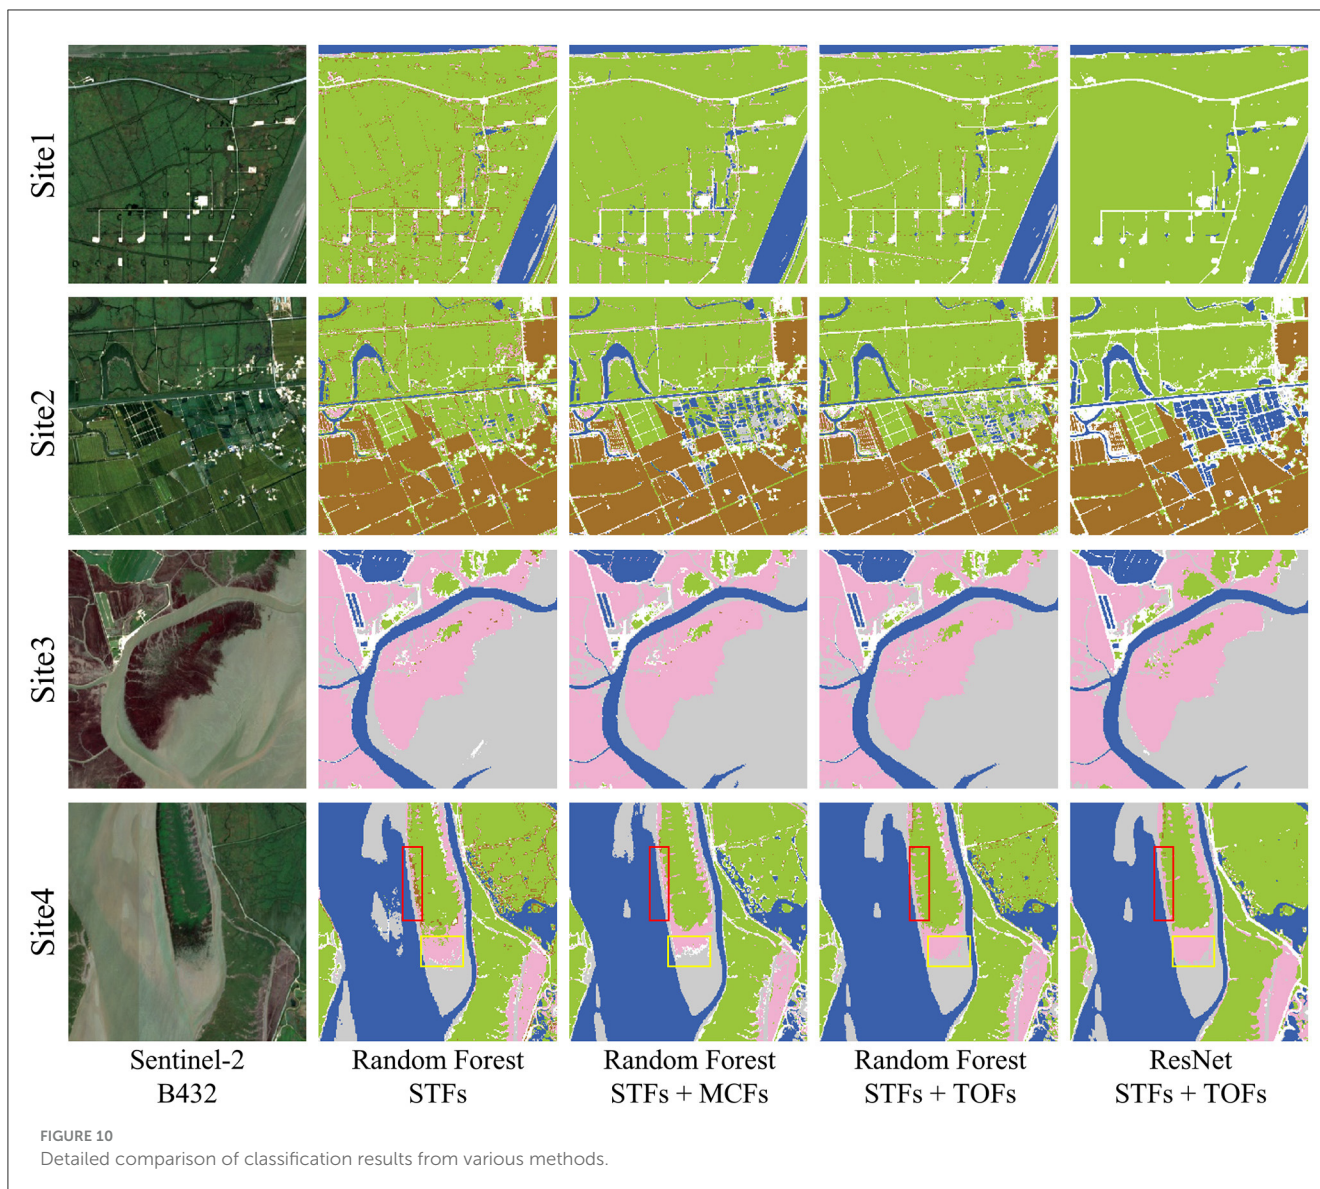 Site1
Site2
Site3
Site4
Sentinel-2
B432
Random Forest
STFs
Random Forest
STFs + MCFs
Random Forest
STFs + TOFs
ResNet
STFs + TOFs
FIGURE 10
Detailed comparison of classification results from various methods.